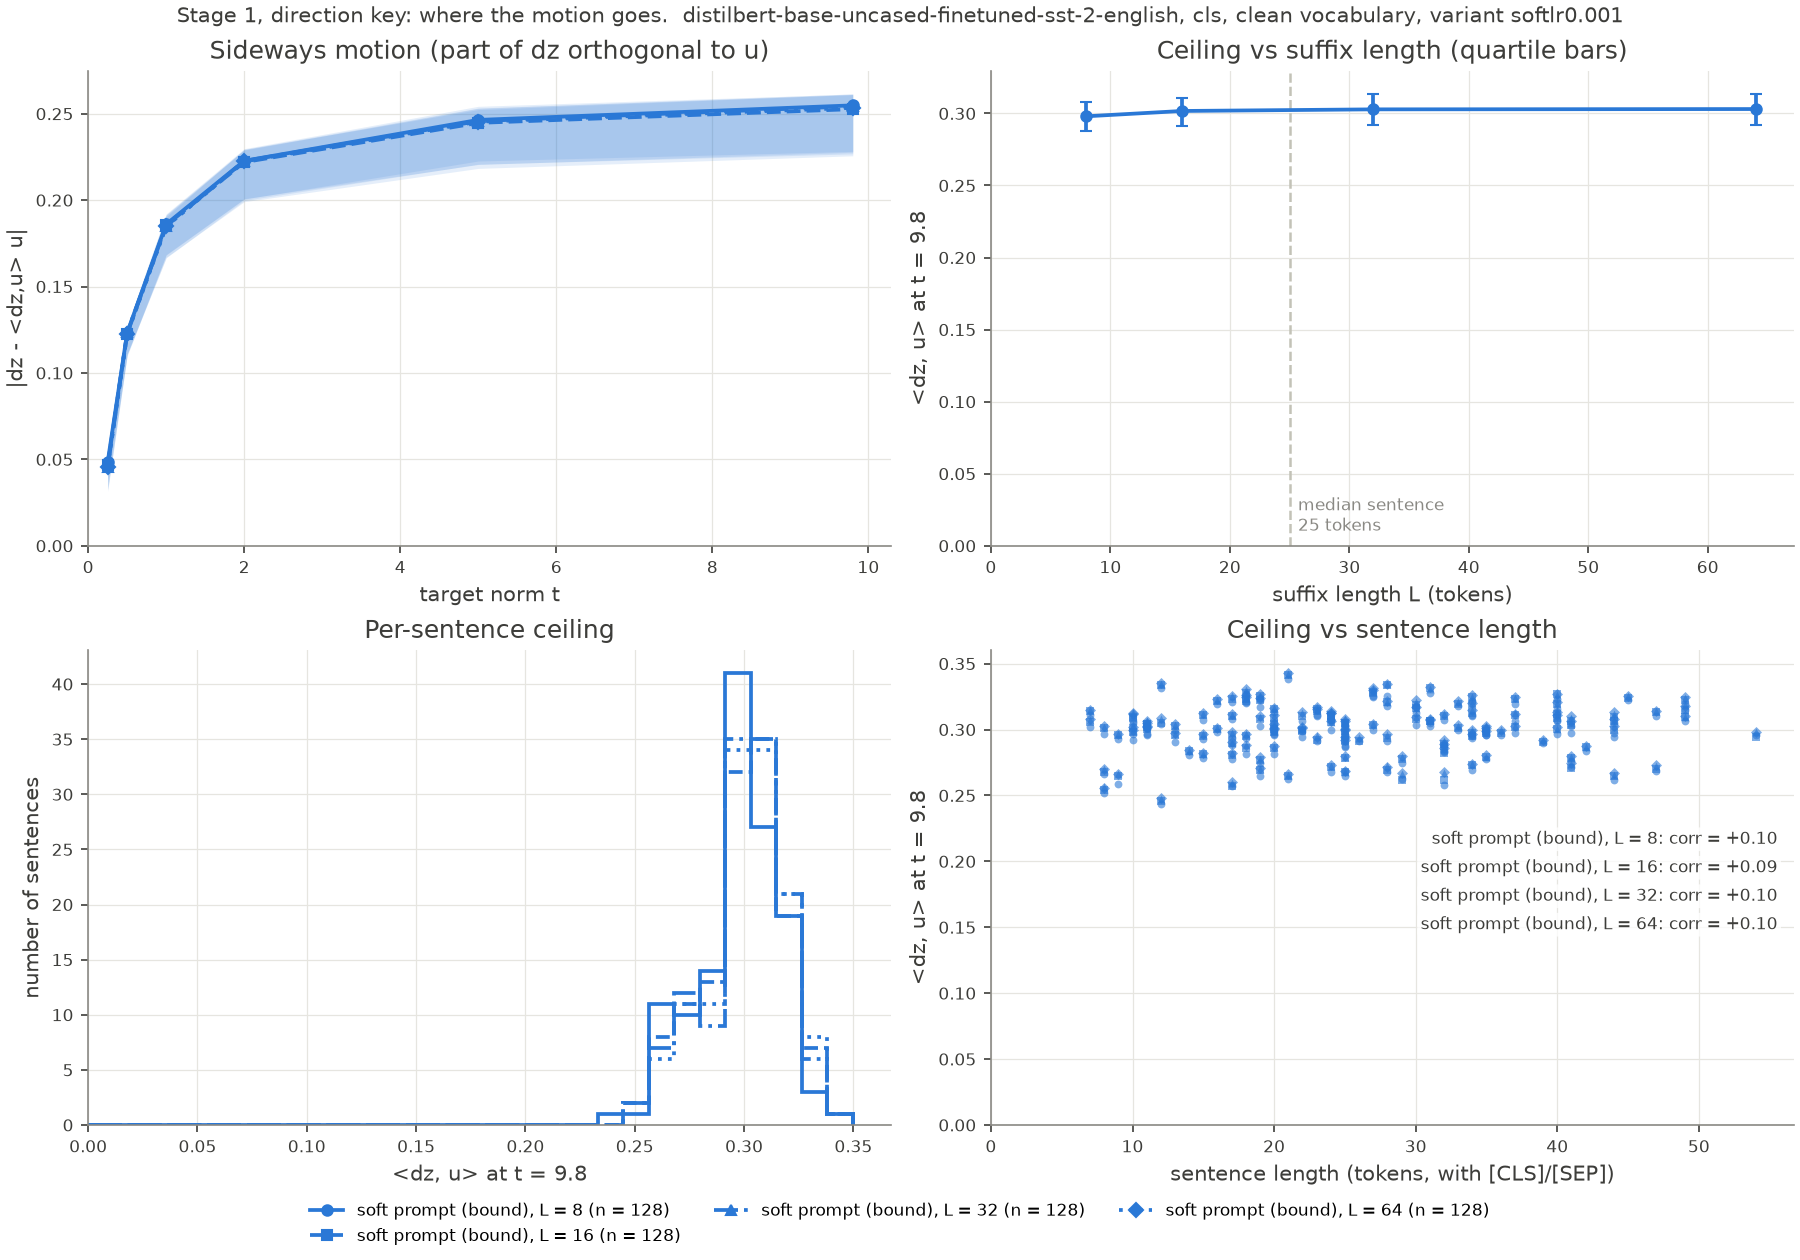 Stage 1, direction key: where the motion goes.  distilbert-base-uncased-finetuned-sst-2-english, cls, clean vocabulary, variant softlr0.001
Sideways motion (part of dz orthogonal to u)
|dz - <dz,u> u|
0.25
0.20
0.15
0.10
0.05
0.00
0
2
4
6
8
10
target norm t
Ceiling vs suffix length (quartile bars)
<dz, u> at t = 9.8
0.30
0.25
0.20
0.15
0.10
0.05
0.00
median sentence
25 tokens
0
10
20
30
40
50
60
suffix length L (tokens)
Per-sentence ceiling
number of sentences
40
35
30
25
20
15
10
5
0
0.00
0.05
0.10
0.15
0.20
0.25
0.30
0.35
<dz, u> at t = 9.8
Ceiling vs sentence length
<dz, u> at t = 9.8
0.35
0.30
0.25
0.20
0.15
0.10
0.05
0.00
soft prompt (bound), L = 8: corr = +0.10
soft prompt (bound), L = 16: corr = +0.09
soft prompt (bound), L = 32: corr = +0.10
soft prompt (bound), L = 64: corr = +0.10
0
10
20
30
40
50
sentence length (tokens, with [CLS]/[SEP])
soft prompt (bound), L = 8 (n = 128)
soft prompt (bound), L = 16 (n = 128)
soft prompt (bound), L = 32 (n = 128)
soft prompt (bound), L = 64 (n = 128)